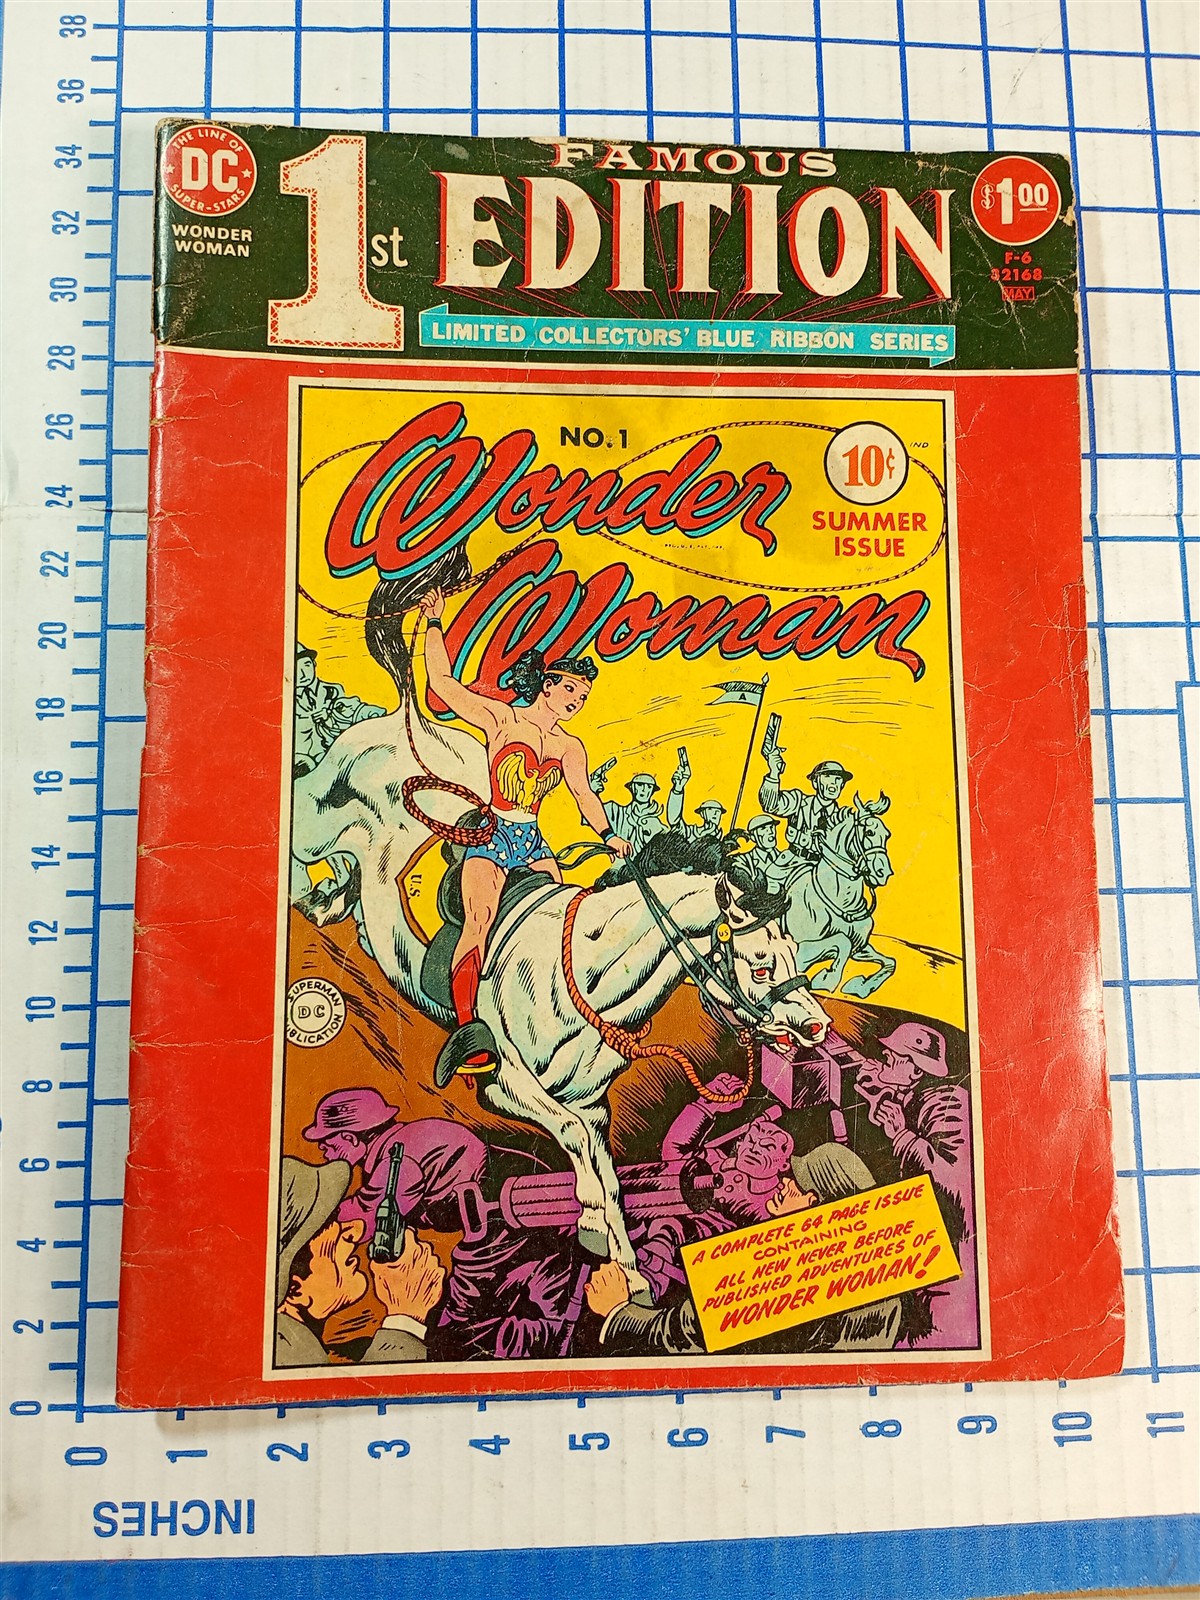 THE LINE OF
DC
SUPER-STARS
WONDER
WOMAN
1st
FAMOUS
EDITION
$1.00
F-6
32168
MAY
LIMITED COLLECTORS' BLUE RIBBON SERIES
NO. 1
Wonder
Woman
10¢
IND
SUMMER
ISSUE
A
U.S
US
SUPERMAN
DC
PUBLICATION
A COMPLETE 64 PAGE ISSUE
CONTAINING
ALL NEW NEVER BEFORE
PUBLISHED ADVENTURES OF
WONDER WOMAN!
38
36
34
32
30
28
26
24
22
20
18
16
14
12
10
8
6
4
2
0
0 1 2 3 4 5 6 7 8 9 10 11
INCHES